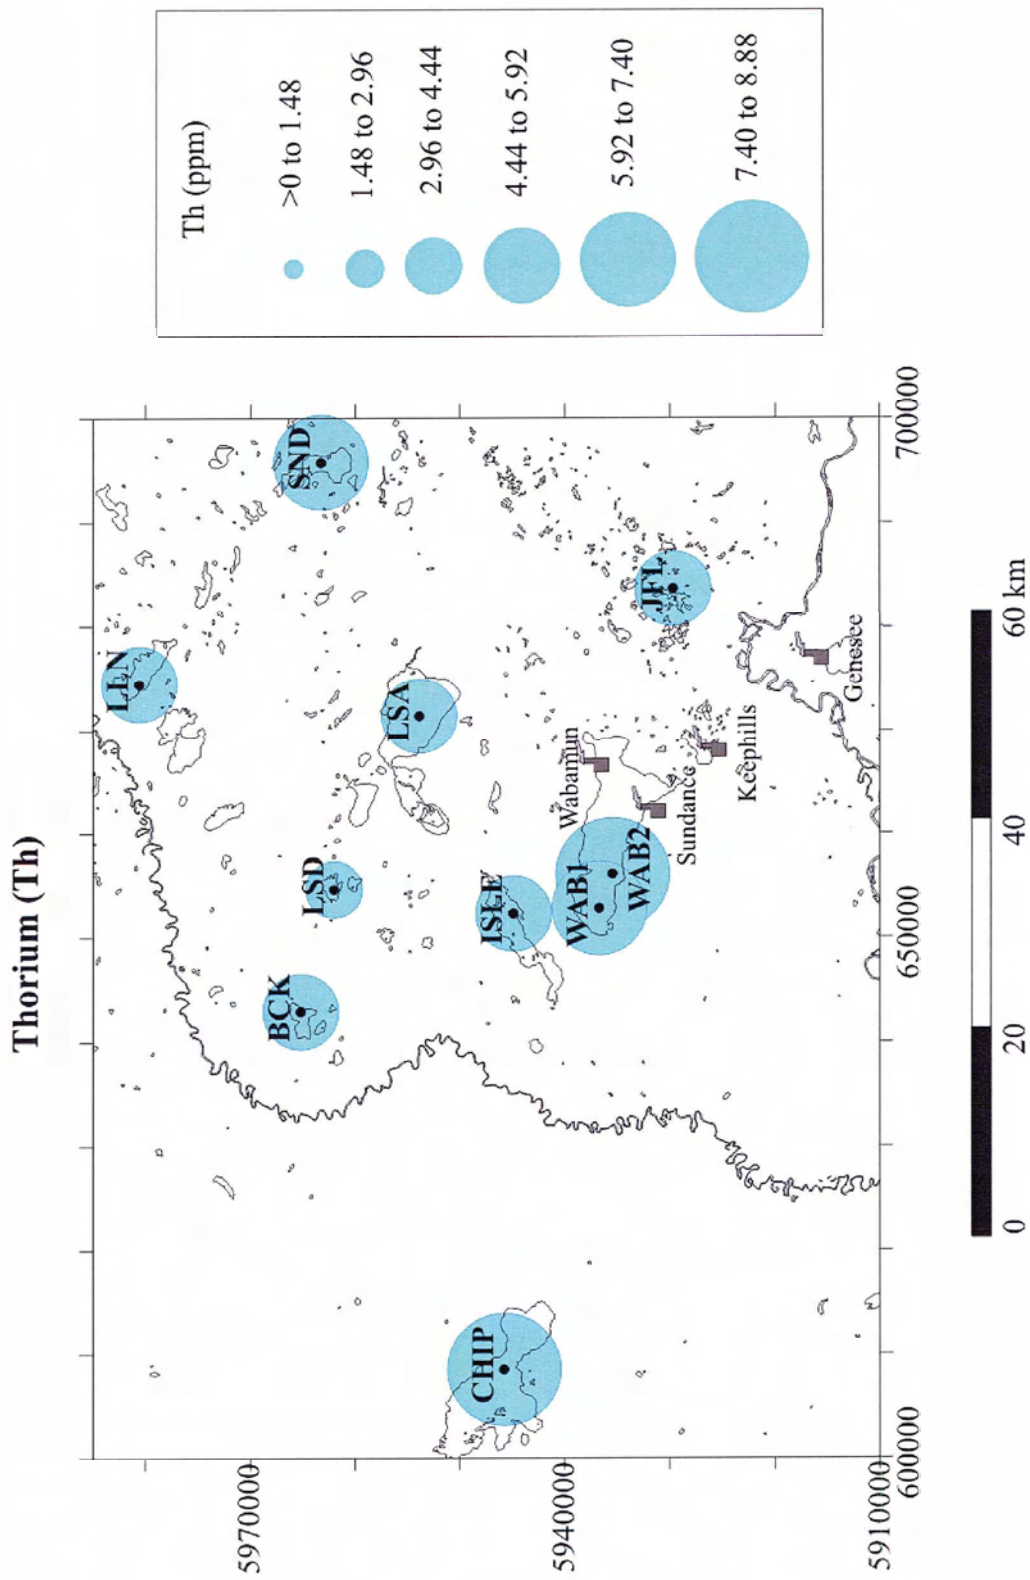 Thorium (Th)
LEN
SND
BCK
LSD
LSA
CHIP
ISLE
WAB1
WAB2
JFL
Wabamun
Sundance
Keephills
Genesee
5970000
5940000
5910000
600000
650000
700000
0
20
40
60 km
Th (ppm)
>0 to 1.48
1.48 to 2.96
2.96 to 4.44
4.44 to 5.92
5.92 to 7.40
7.40 to 8.88